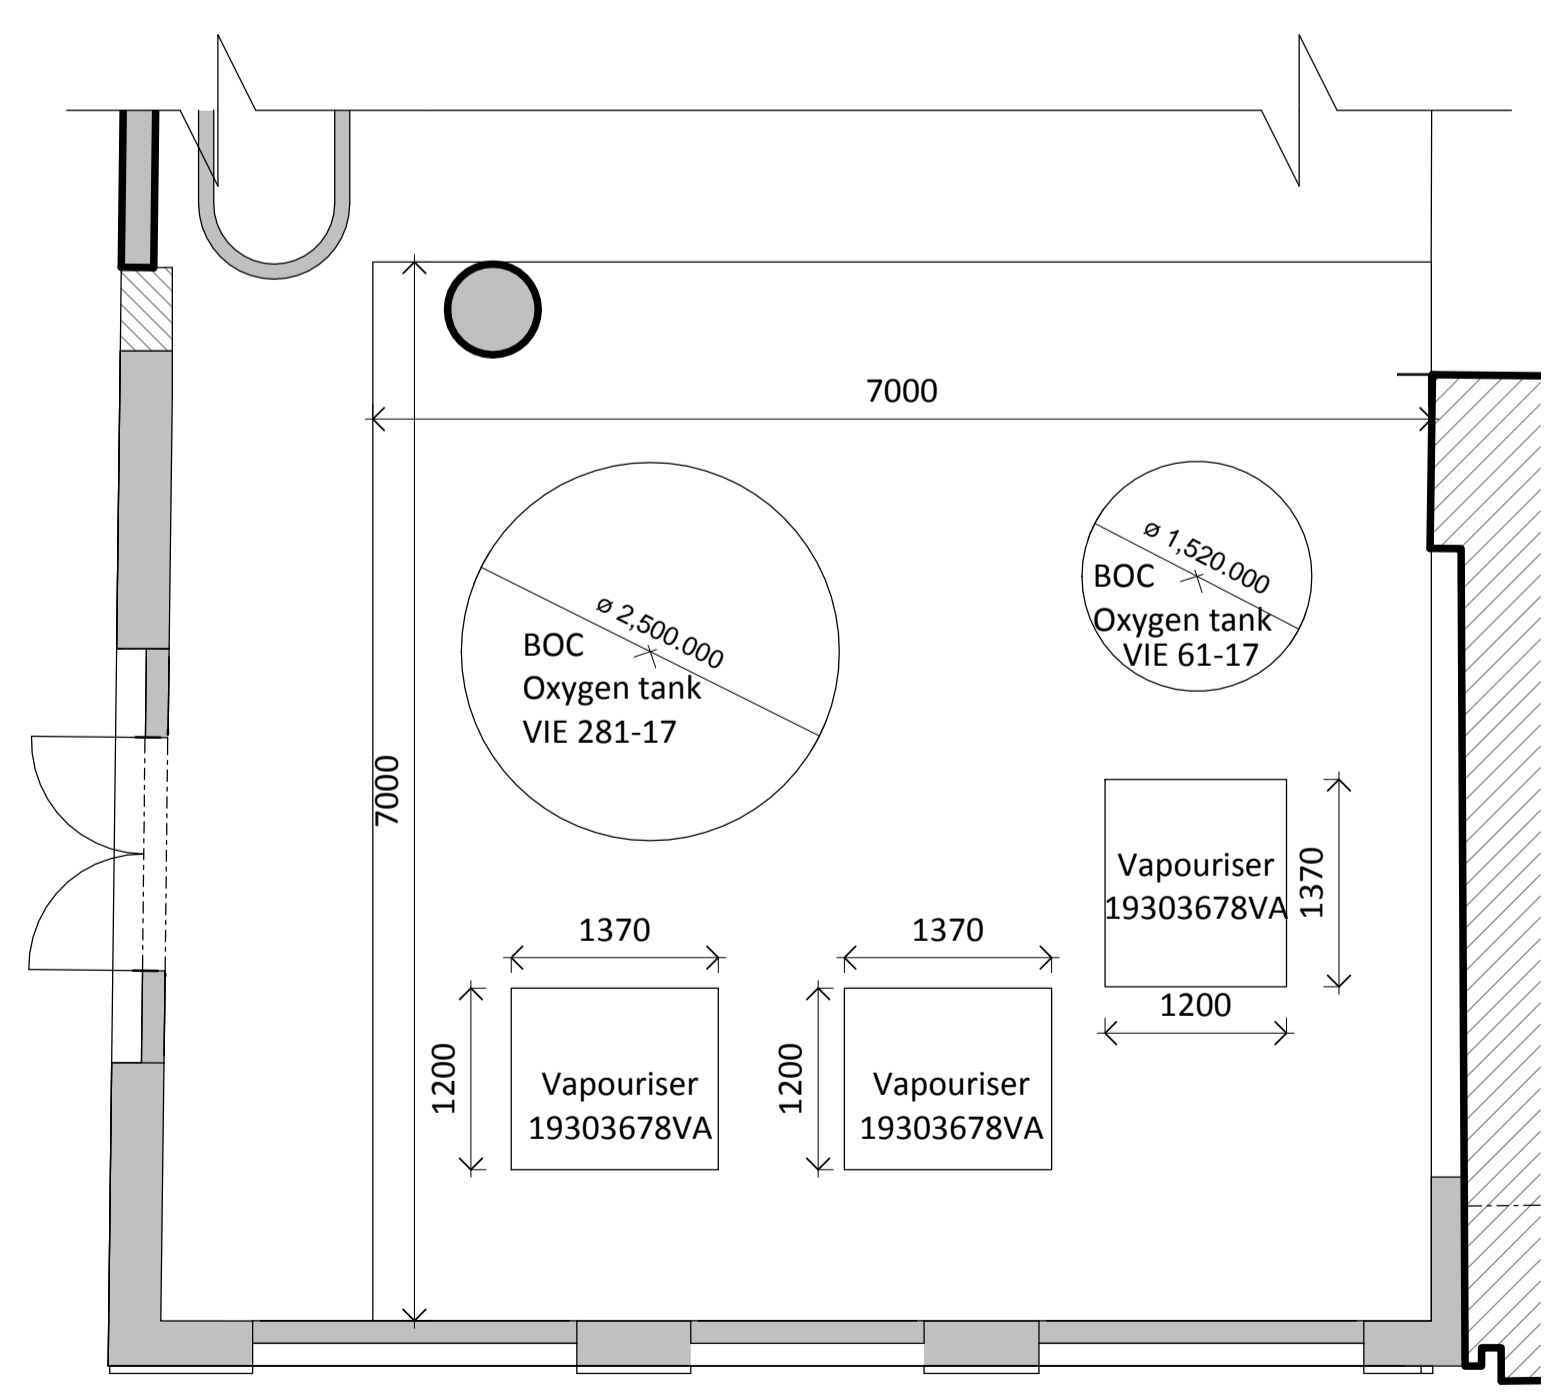 7000
ø 2,500.000
BOC
Oxygen tank
VIE 281-17
ø 1,520.000
BOC
Oxygen tank
VIE 61-17
7000
Vapouriser
19303678VA
1370
1200
1370
1200
Vapouriser
19303678VA
1370
1200
Vapouriser
19303678VA